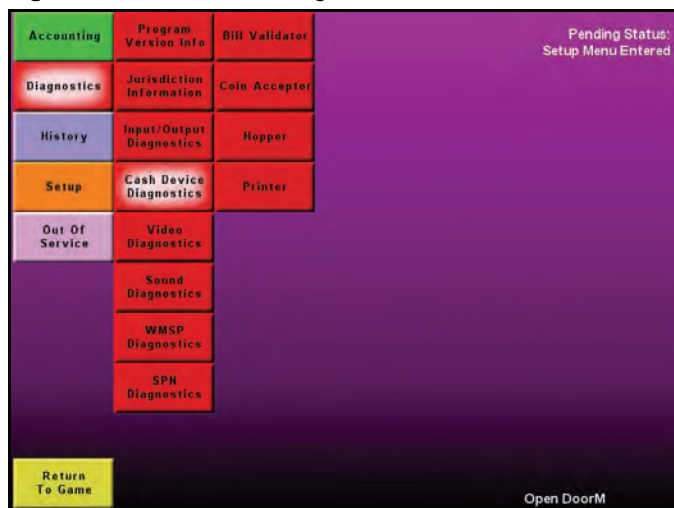 Accounting
Program
Version Info
Bill Validator
Pending Status:
Setup Menu Entered
Diagnostics
Jurisdiction
Information
Coin Acceptor
History
Input/Output
Diagnostics
Hopper
Setup
Cash Device
Diagnostics
Printer
Out Of
Service
Video
Diagnostics
Sound
Diagnostics
WMSP
Diagnostics
SPN
Diagnostics
Return
To Game
Open DoorM